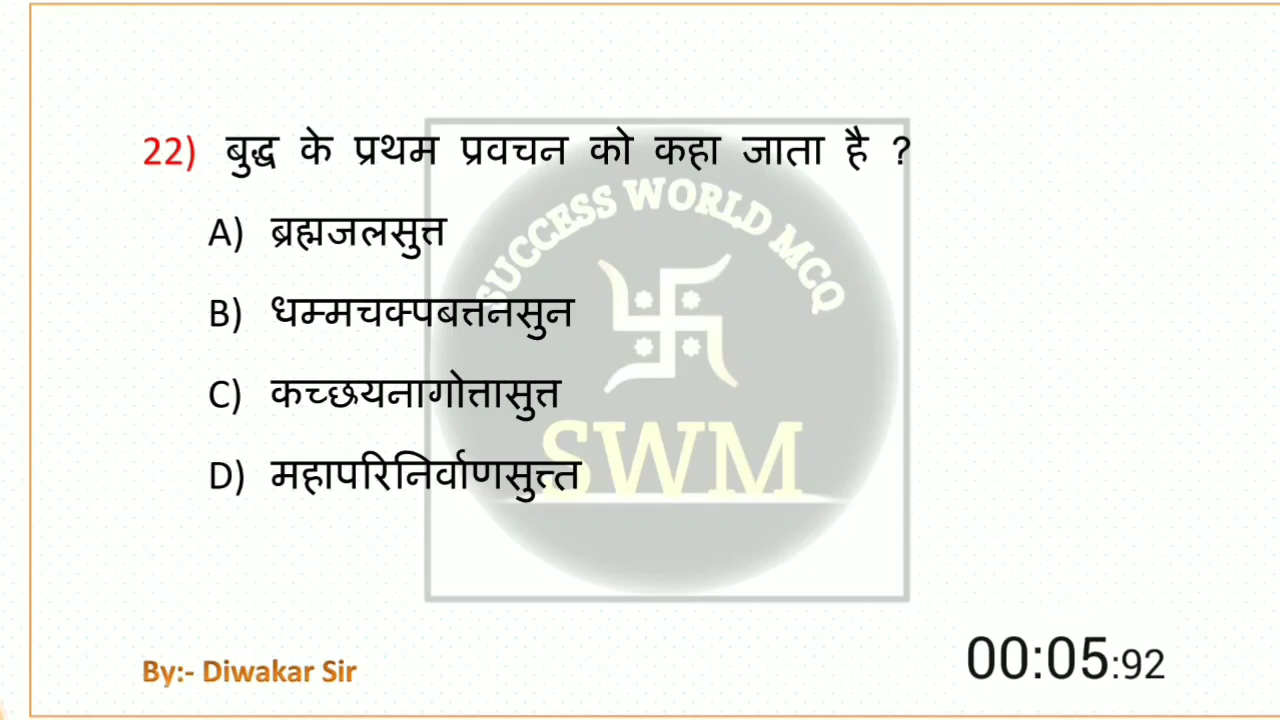 22) बुद्ध के प्रथम प्रवचन को कहा जाता है ?
A) ब्रह्मजलसुत्त
B) धम्मचक्पबत्तनसुन
C) कच्छयनागोत्तासुत्त
D) महापरिनिर्वाणसुत्त्त
SUCCESS WORLD MCQ
SWM
By:- Diwakar Sir
00:05:92